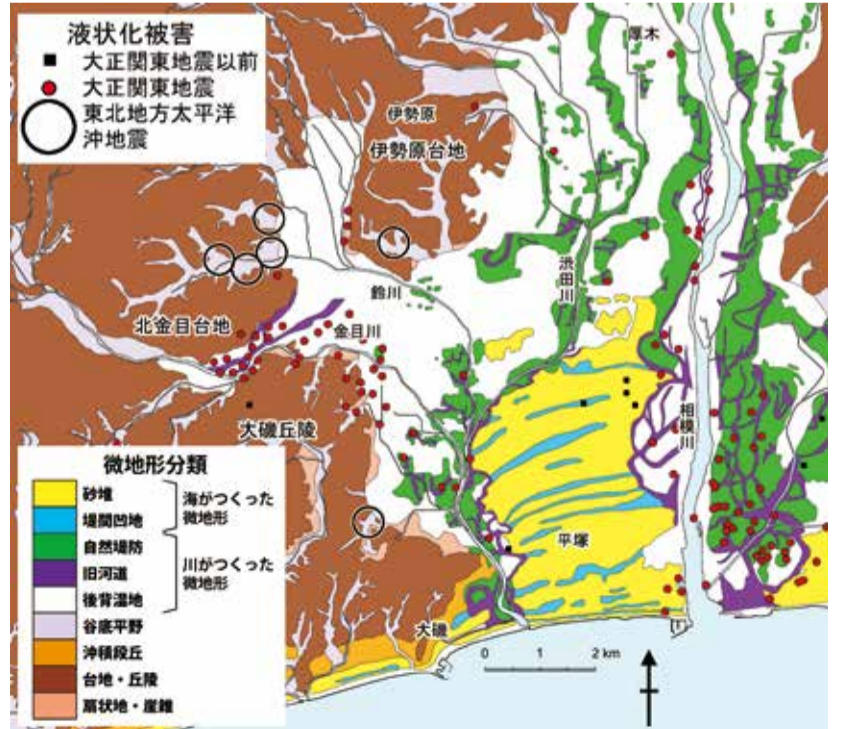 液状化被害
大正関東地震以前
大正関東地震
東北地方太平洋
沖地震
厚木
伊勢原
伊勢原台地
渋田川
鈴川
北金目台地
金目川
相模川
大磯丘陵
平塚
大磯
微地形分類
砂堆
堤間凹地
自然堤防
旧河道
後背湿地
谷底平野
沖積段丘
台地・丘陵
扇状地・崖錐
海がつくった
微地形
川がつくった
微地形
0 1 2 km
1